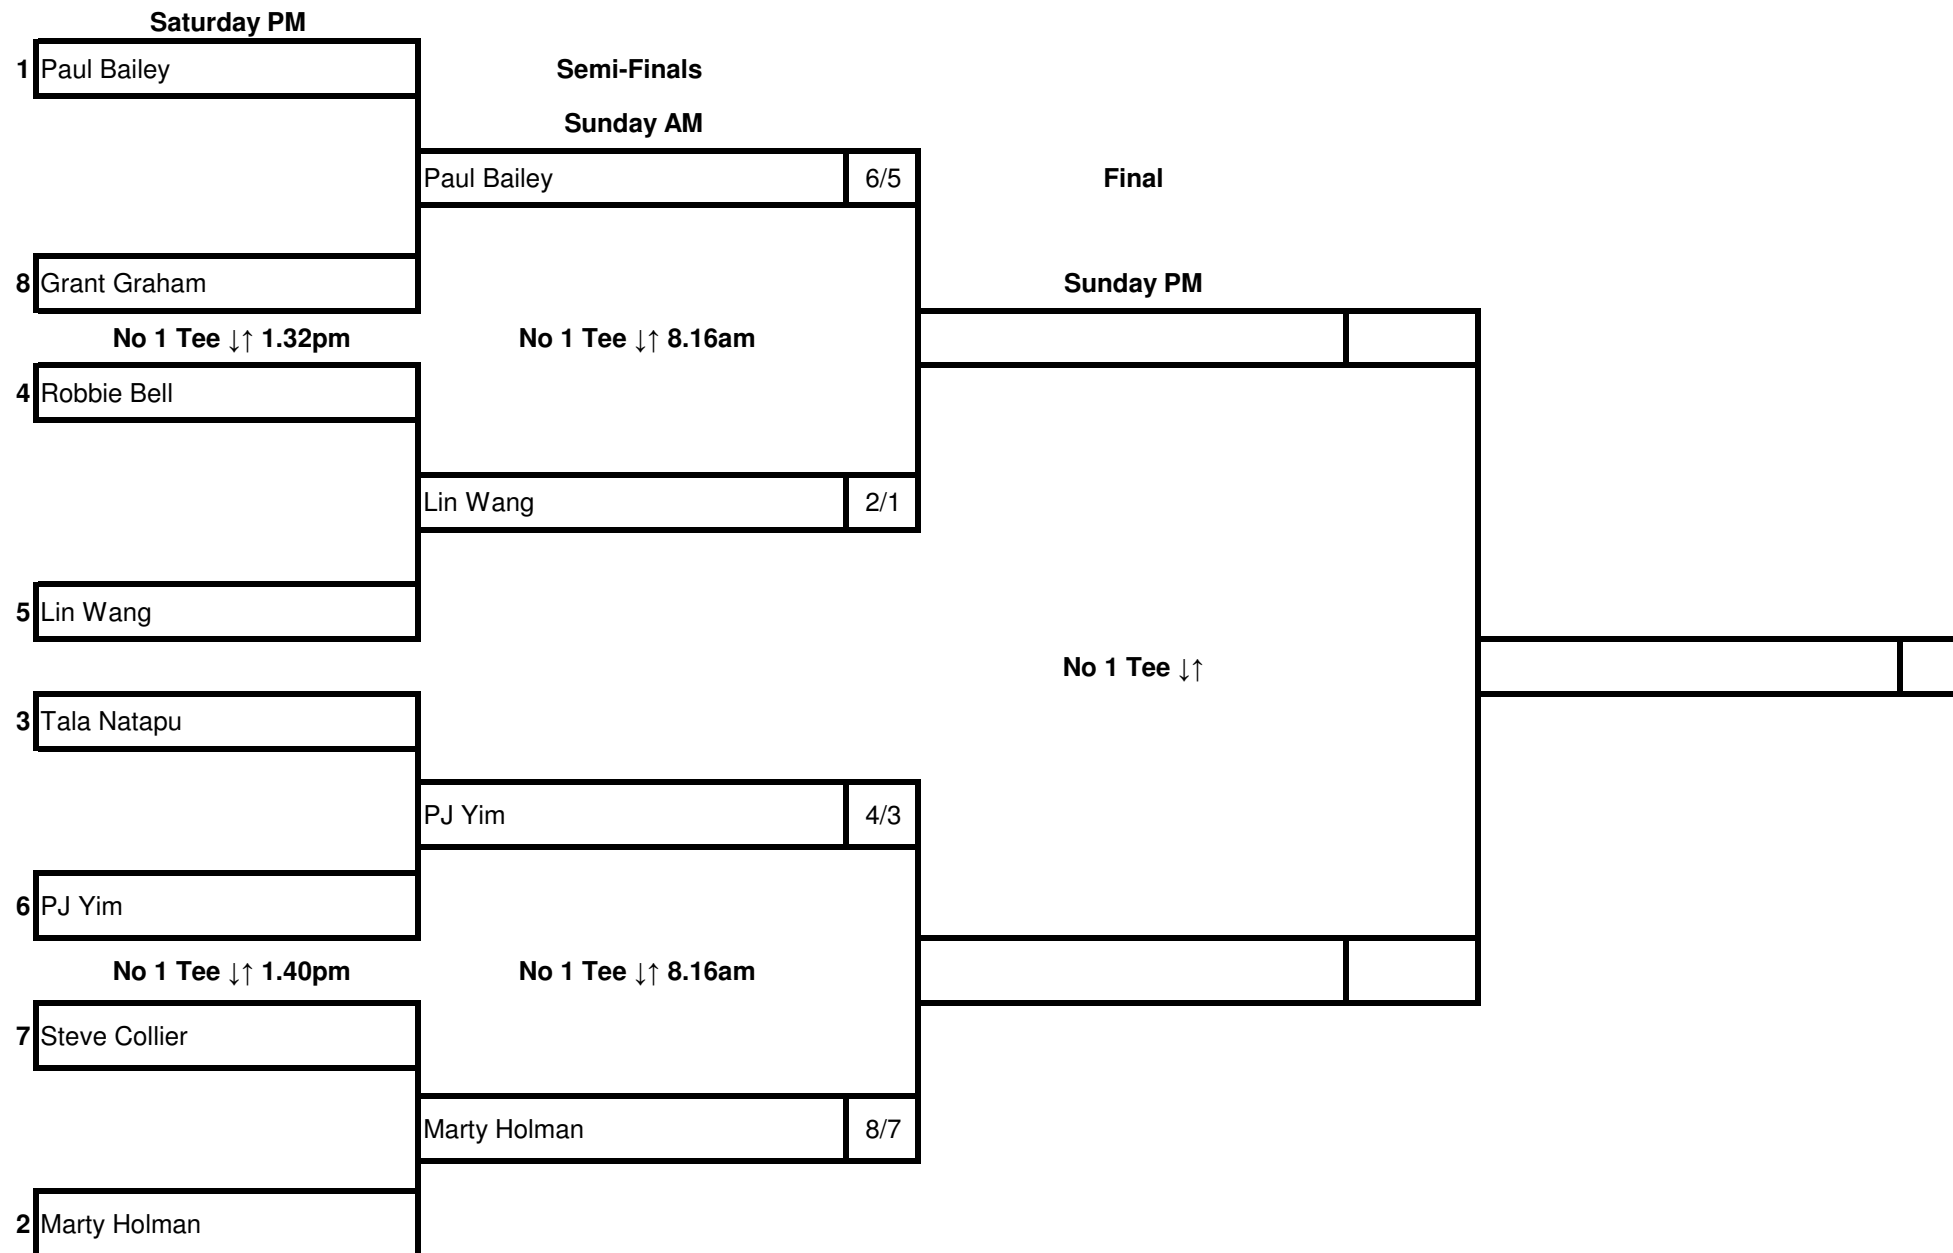 Saturday PM
1 Paul Bailey
Semi-Finals
Sunday AM
Paul Bailey 6/5
Final
8 Grant Graham
Sunday PM
No 1 Tee ↓↑ 1.32pm
No 1 Tee ↓↑ 8.16am
4 Robbie Bell
Lin Wang 2/1
5 Lin Wang
No 1 Tee ↓↑
3 Tala Natapu
PJ Yim 4/3
6 PJ Yim
No 1 Tee ↓↑ 1.40pm
No 1 Tee ↓↑ 8.16am
7 Steve Collier
Marty Holman 8/7
2 Marty Holman